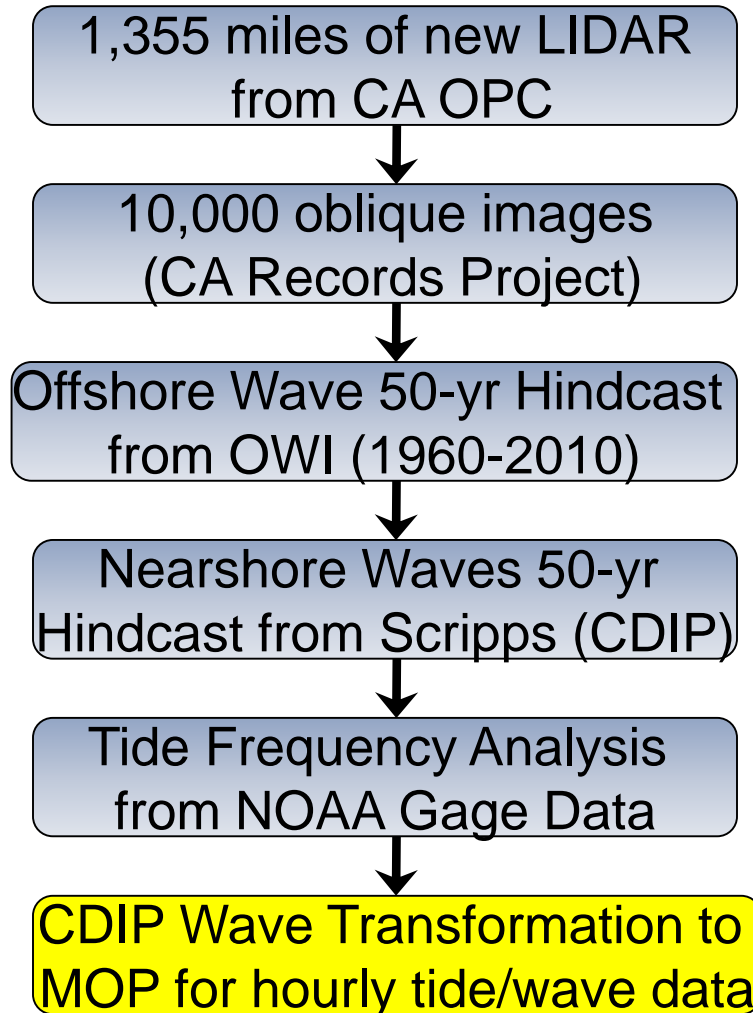 1,355 miles of new LIDAR
from CA OPC
10,000 oblique images
(CA Records Project)
Offshore Wave 50-yr Hindcast
from OWI (1960-2010)
Nearshore Waves 50-yr
Hindcast from Scripps (CDIP)
Tide Frequency Analysis
from NOAA Gage Data
CDIP Wave Transformation to
MOP for hourly tide/wave data